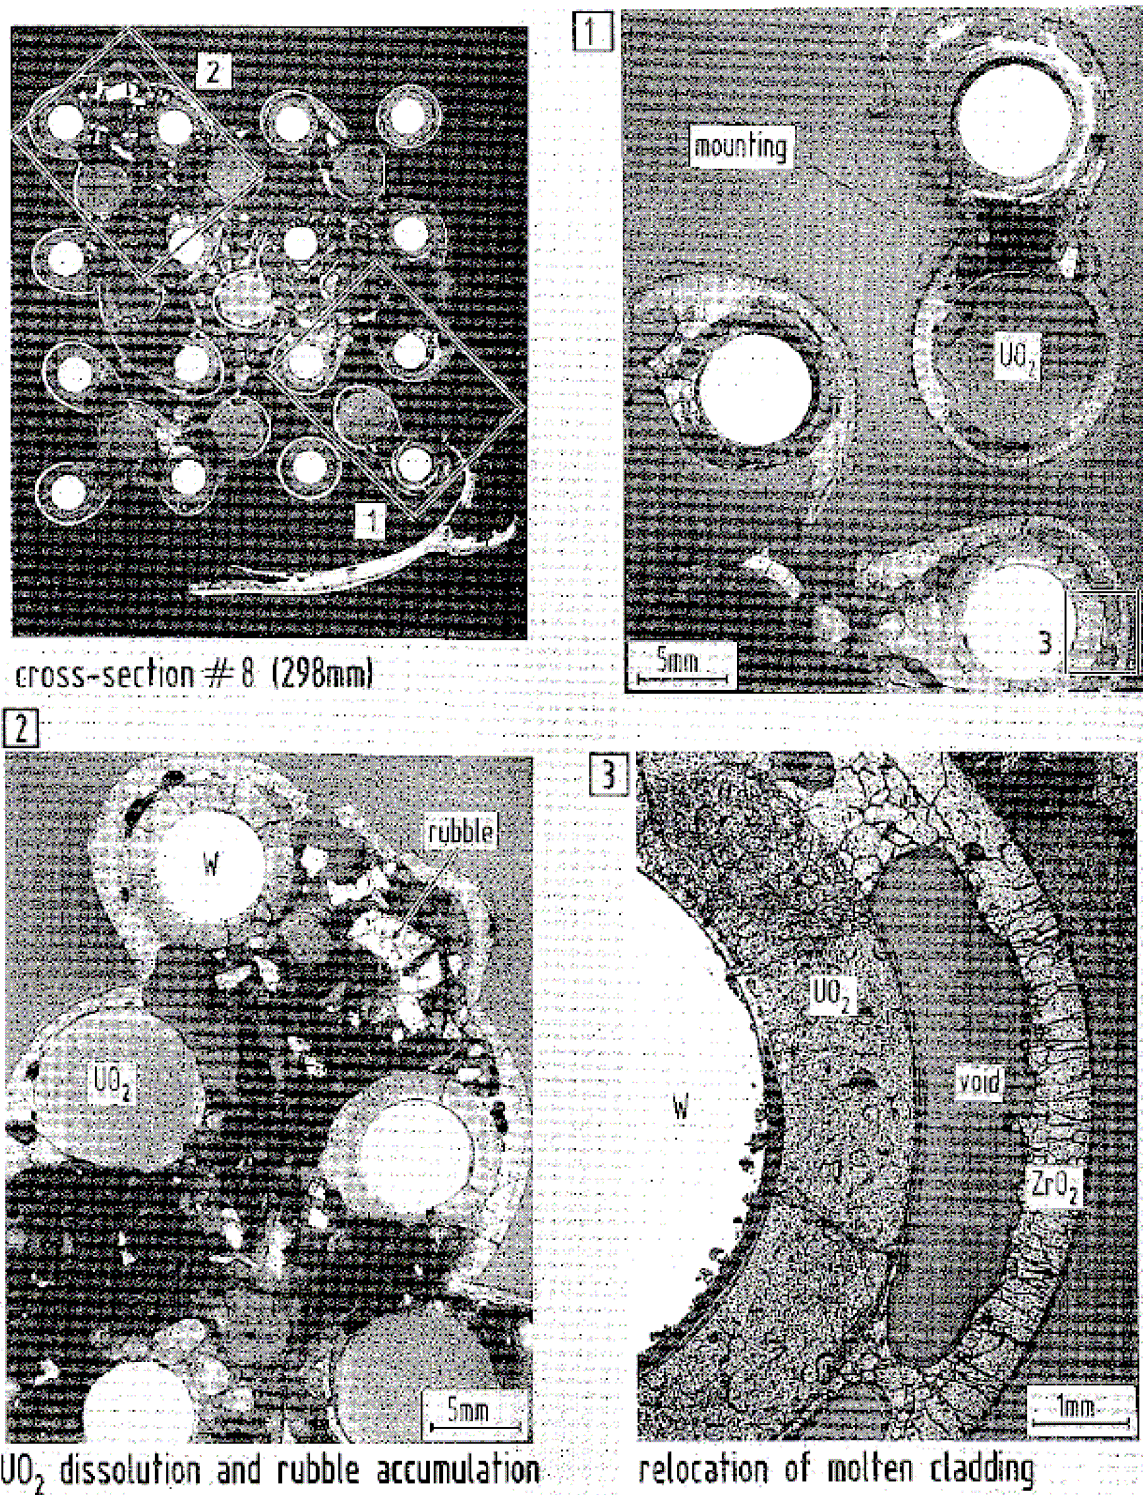 2
1
cross-section # 8 (298mm)
1
mounting
UO₂
3
5mm
2
W
rubble
UO₂
5mm
UO₂ dissolution and rubble accumulation
3
UO₂
W
void
ZrO₂
1mm
relocation of molten cladding